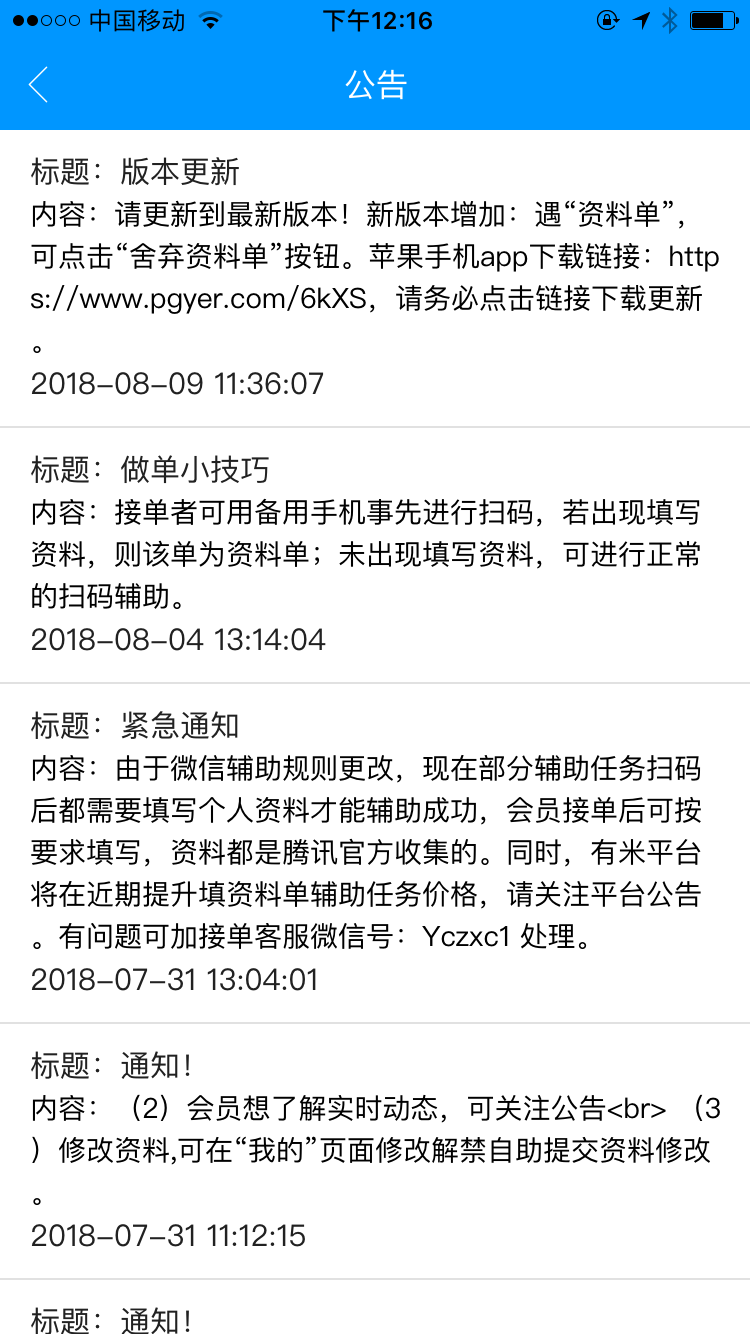 中国移动 下午12:16
公告
标题：版本更新
内容：请更新到最新版本！新版本增加：遇“资料单”，
可点击“舍弃资料单”按钮。苹果手机app下载链接：http
s://www.pgyer.com/6kXS，请务必点击链接下载更新
。
2018-08-09 11:36:07
标题：做单小技巧
内容：接单者可用备用手机事先进行扫码，若出现填写
资料，则该单为资料单；未出现填写资料，可进行正常
的扫码辅助。
2018-08-04 13:14:04
标题：紧急通知
内容：由于微信辅助规则更改，现在部分辅助任务扫码
后都需要填写个人资料才能辅助成功，会员接单后可按
要求填写，资料都是腾讯官方收集的。同时，有米平台
将在近期提升填资料单辅助任务价格，请关注平台公告
。有问题可加接单客服微信号：Yczxc1 处理。
2018-07-31 13:04:01
标题：通知！
内容：（2）会员想了解实时动态，可关注公告<br> （3
）修改资料,可在“我的”页面修改解禁自助提交资料修改
。
2018-07-31 11:12:15
标题：通知！